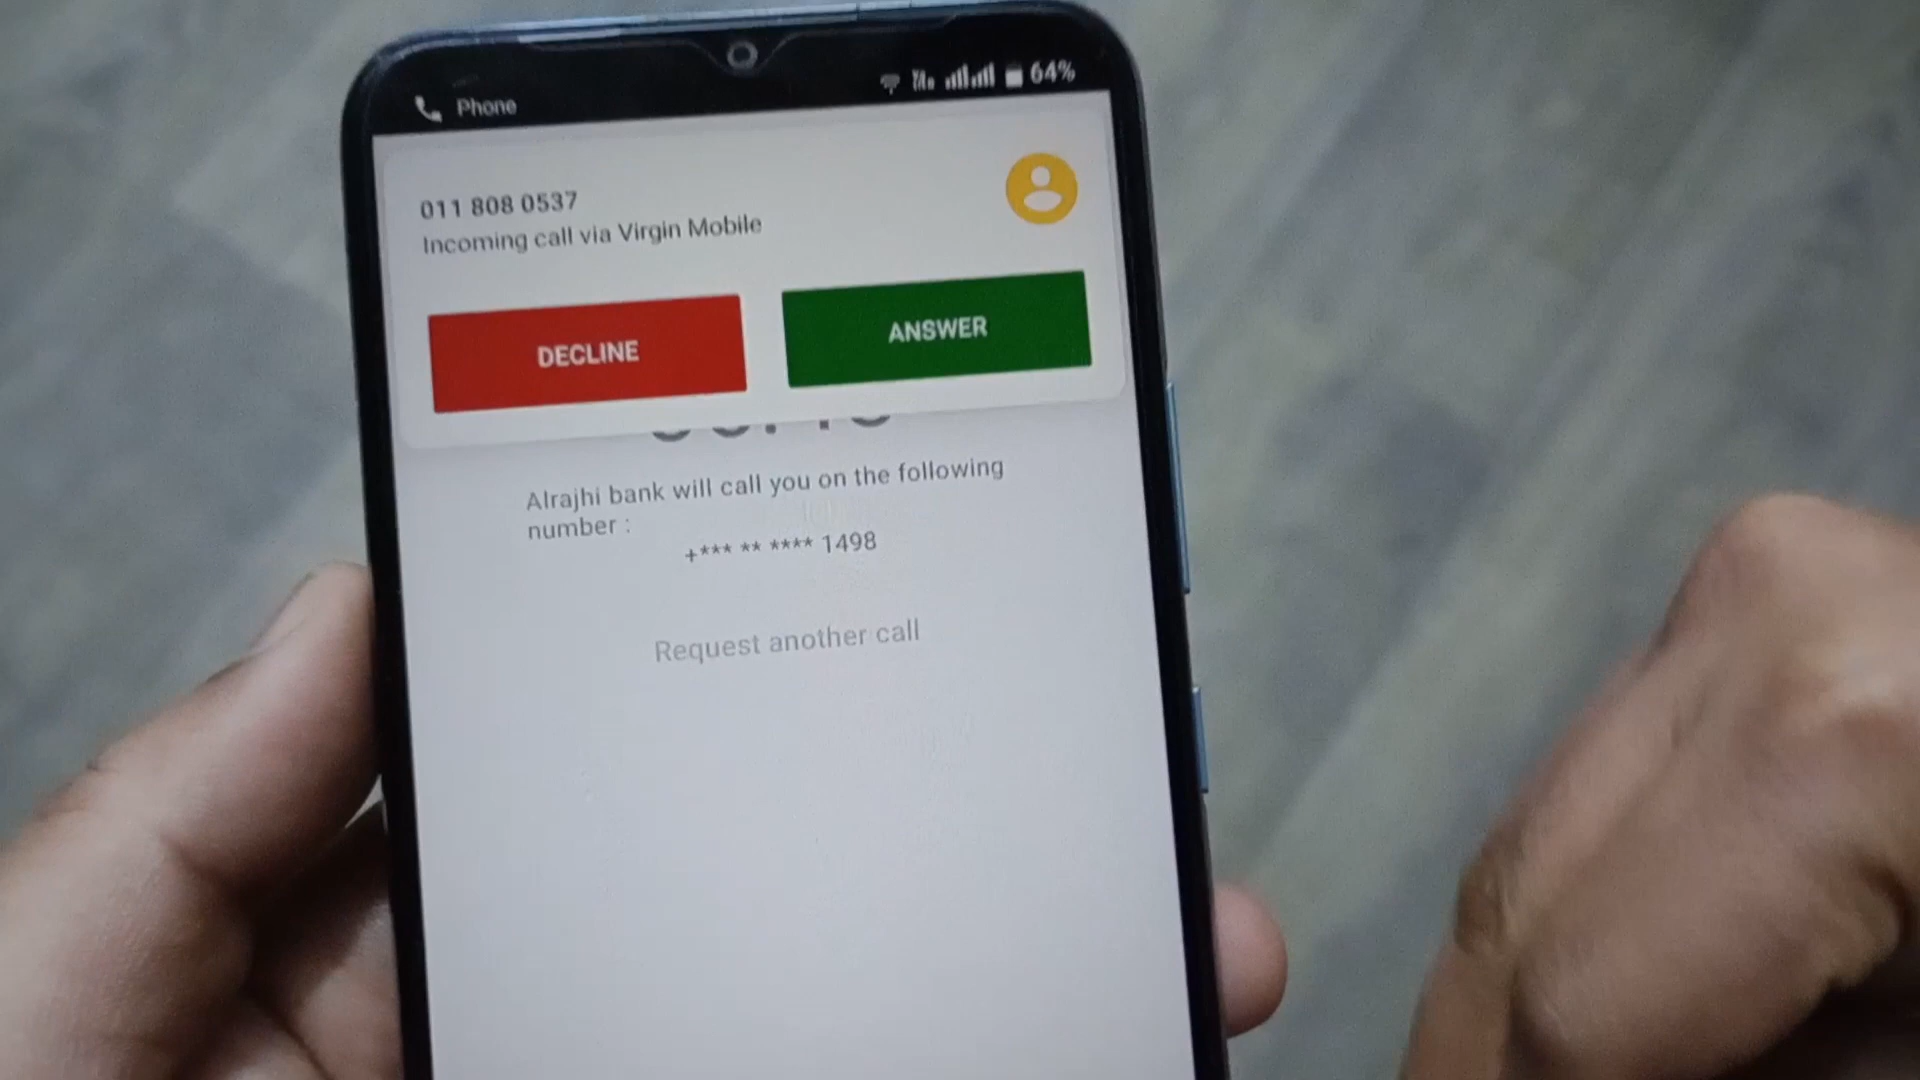 Phone
64%
011 808 0537
Incoming call via Virgin Mobile
DECLINE
ANSWER
Alrajhi bank will call you on the following
number :
+*** ** **** 1498
Request another call